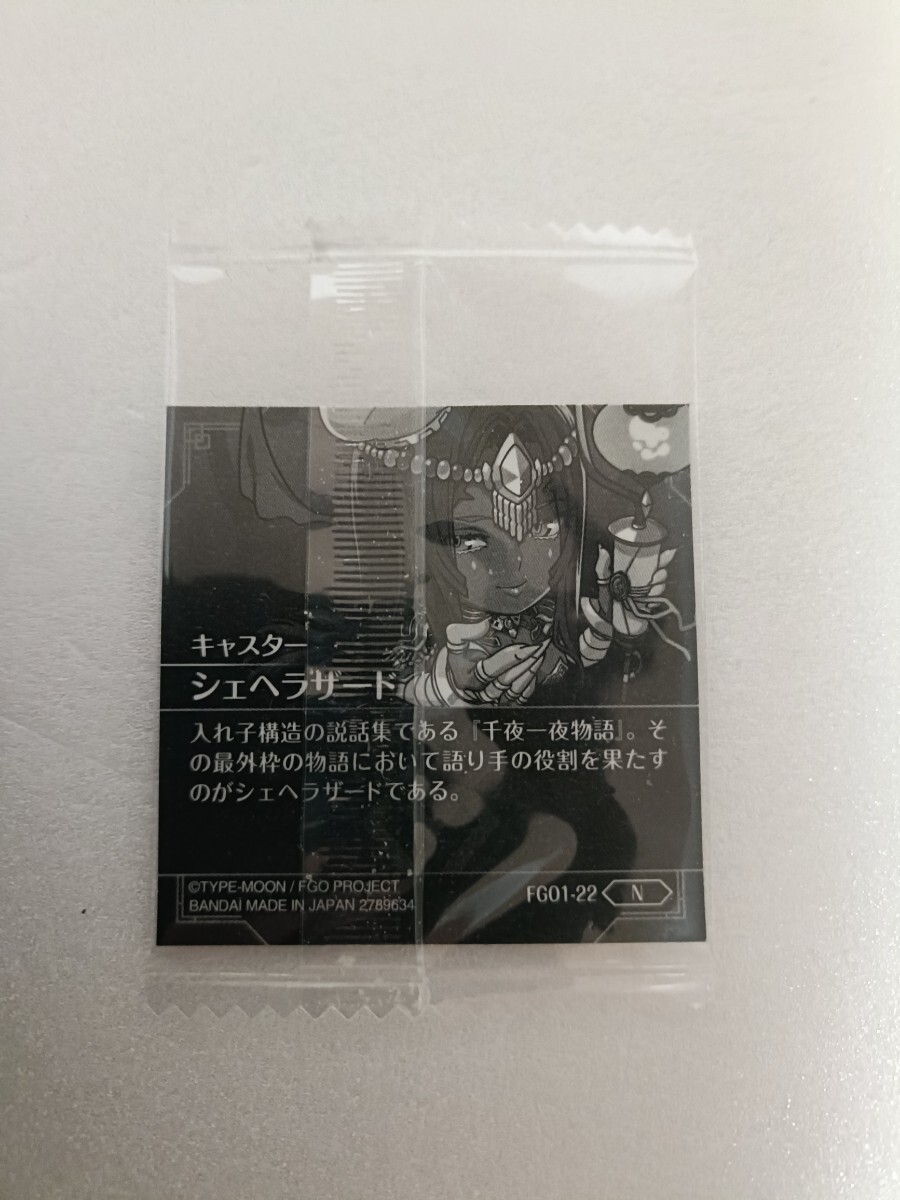 キャスター
シェヘラザード
入れ子構造の説話集である『千夜一夜物語』。そ
の最外枠の物語において語り手の役割を果たす
のがシェヘラザードである。
©TYPE-MOON / FGO PROJECT
BANDAI MADE IN JAPAN 2789634
FGO1-22 N